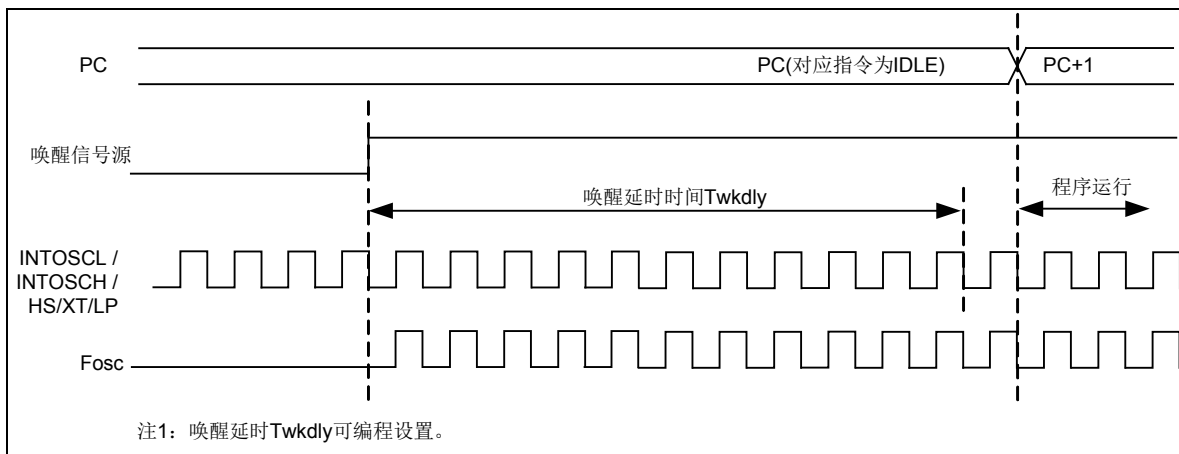 PC
PC(对应指令为IDLE)
PC+1
唤醒信号源
唤醒延时时间Twkdly
程序运行
INTOSCL /
INTOSCH /
HS/XT/LP
Fosc
注1：唤醒延时Twkdly可编程设置。